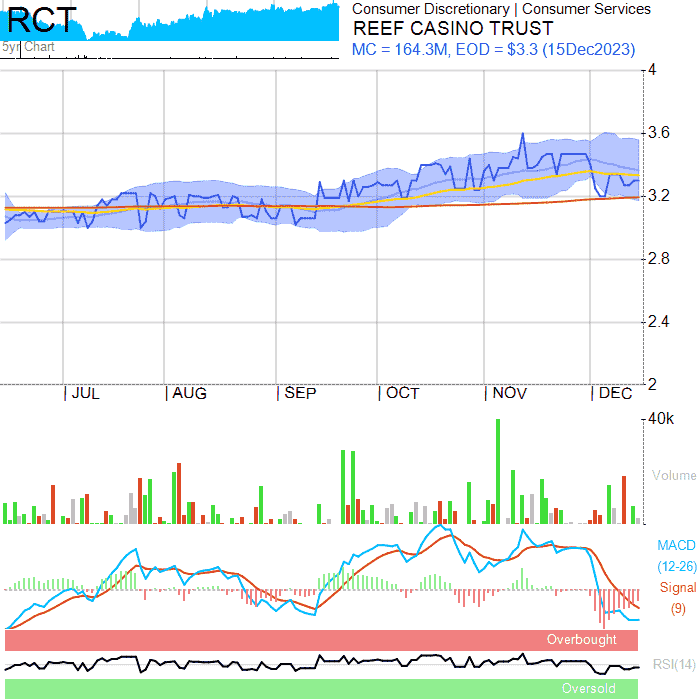 RCT
5yr Chart
Consumer Discretionary | Consumer Services
REEF CASINO TRUST
MC = 164.3M, EOD = $3.3 (15Dec2023)
4
3.6
3.2
2.8
2.4
2
| JUL | AUG | SEP | OCT | NOV | DEC
40k
Volume
MACD
(12-26)
Signal
(9)
Overbought
RSI(14)
Oversold